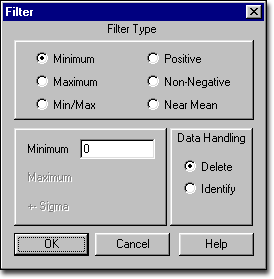 Filter
Filter Type
Minimum Positive
Maximum Non-Negative
Min/Max Near Mean
Data Handling
Minimum 0
Delete
Maximum
Identify
+- Sigma
OK Cancel Help